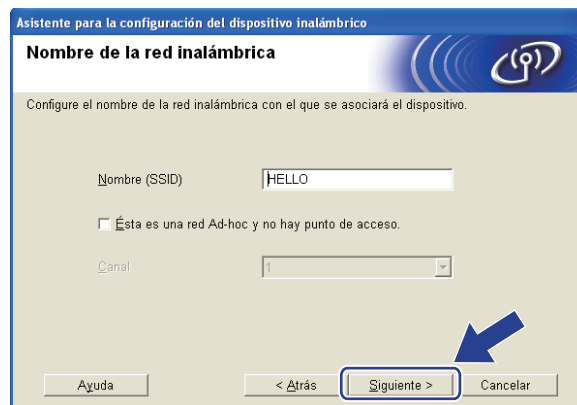 Asistente para la configuración del dispositivo inalámbrico
Nombre de la red inalámbrica
Configure el nombre de la red inalámbrica con el que se asociará el dispositivo.
Nombre (SSID) HELLO
Ésta es una red Ad-hoc y no hay punto de acceso.
Canal 1
Ayuda < Atrás Siguiente > Cancelar